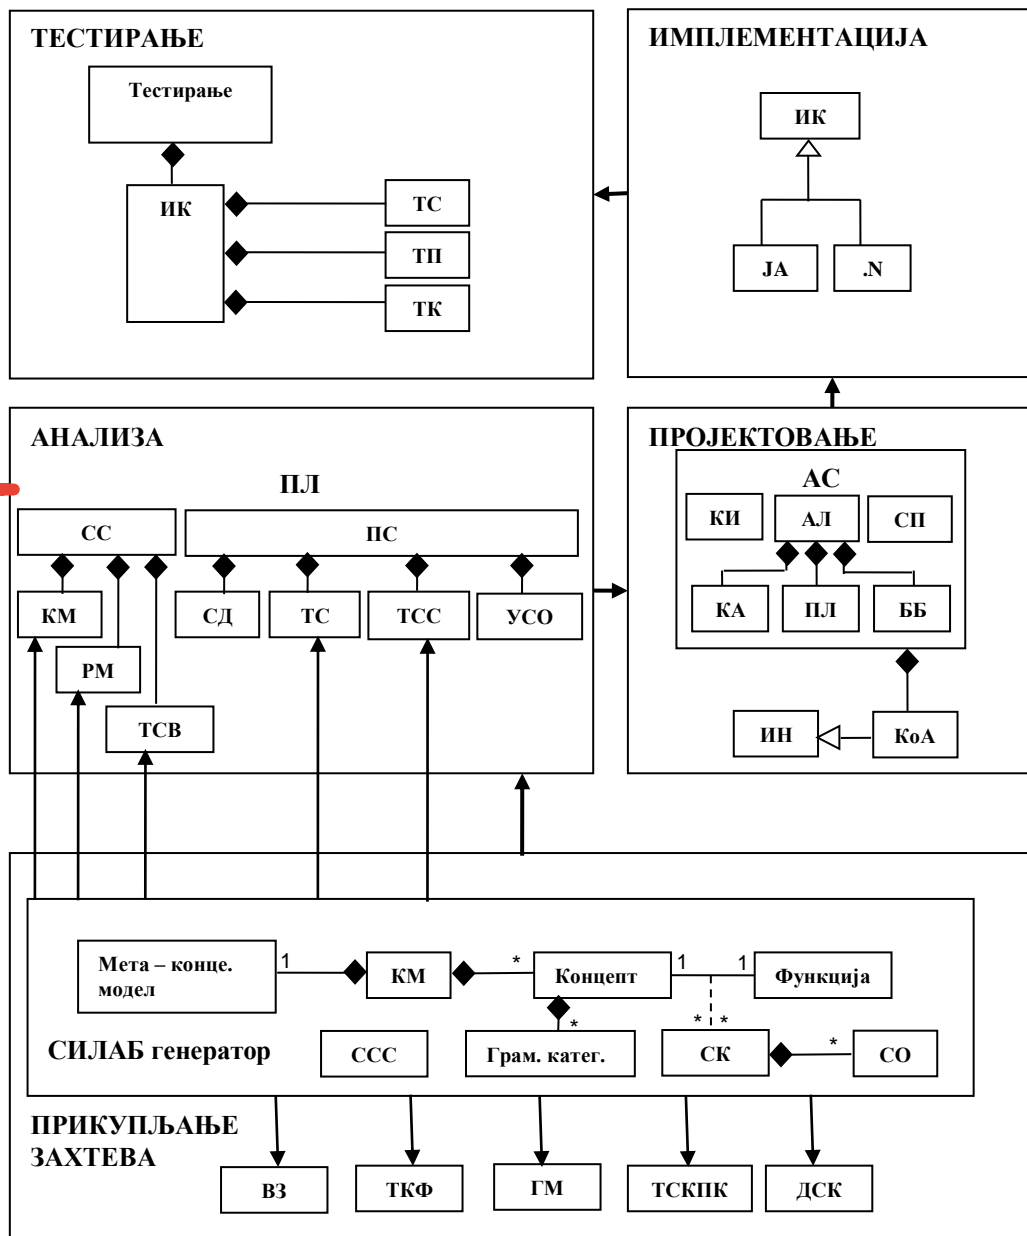 ТЕСТИРАЊЕ
Тестирање
ИК
ТС
ТП
ТК
ИМПЛЕМЕНТАЦИЈА
ИК
ЈА
.N
АНАЛИЗА
ПЛ
СС
ПС
КМ
СД
ТС
ТСС
УСО
РМ
ТСВ
ПРОЈЕКТОВАЊЕ
АС
КИ
АЛ
СП
КА
ПЛ
ББ
ИН
КоА
Мета – конце.
модел
1
КМ
*
Концепт
1
1
Функција
*
* *
СИЛАБ генератор
ССС
Грам. катег.
СК
*
СО
ПРИКУПЉАЊЕ
ЗАХТЕВА
ВЗ
ТКФ
ГМ
ТСКПК
ДСК